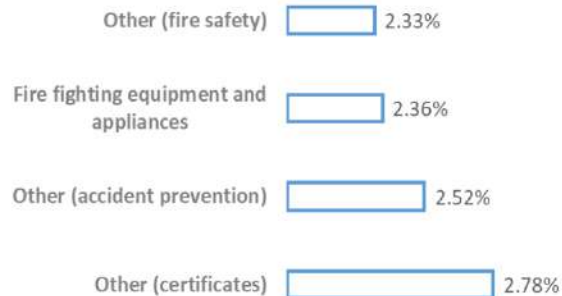 Other (fire safety) 2.33%
Fire fighting equipment and
appliances 2.36%
Other (accident prevention) 2.52%
Other (certificates) 2.78%